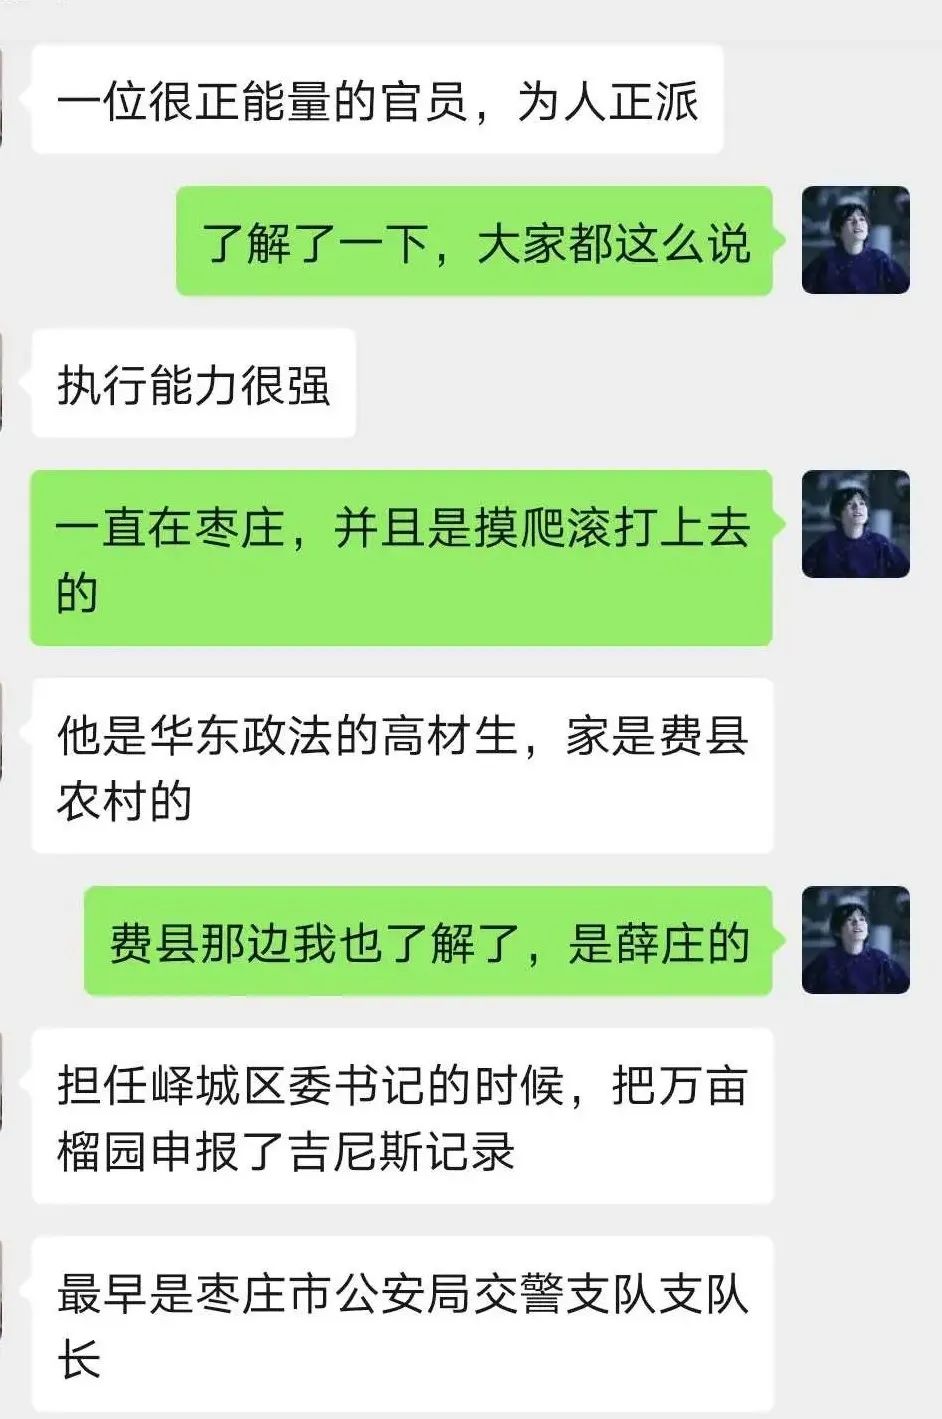 一位很正能量的官员，为人正派
了解了一下，大家都这么说
执行能力很强
一直在枣庄，并且是摸爬滚打上去
的
他是华东政法的高材生，家是费县
农村的
费县那边我也了解了，是薛庄的
担任峄城区委书记的时候，把万亩
榴园申报了吉尼斯记录
最早是枣庄市公安局交警支队支队
长